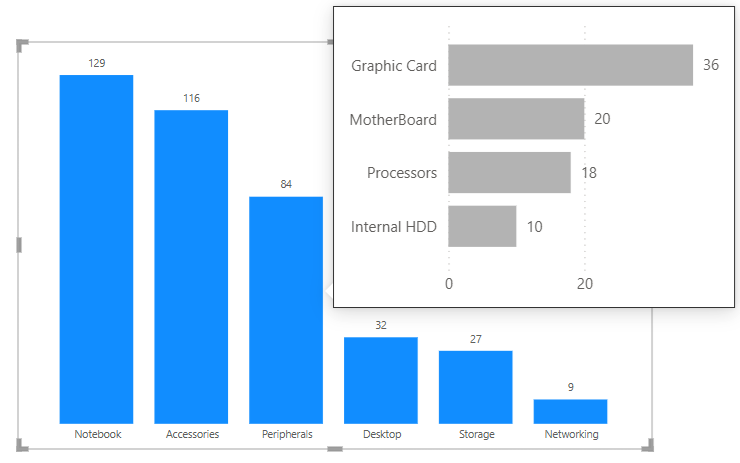 129
116
84
32
27
9
Notebook
Accessories
Peripherals
Desktop
Storage
Networking
Graphic Card 36
MotherBoard 20
Processors 18
Internal HDD 10
0 20